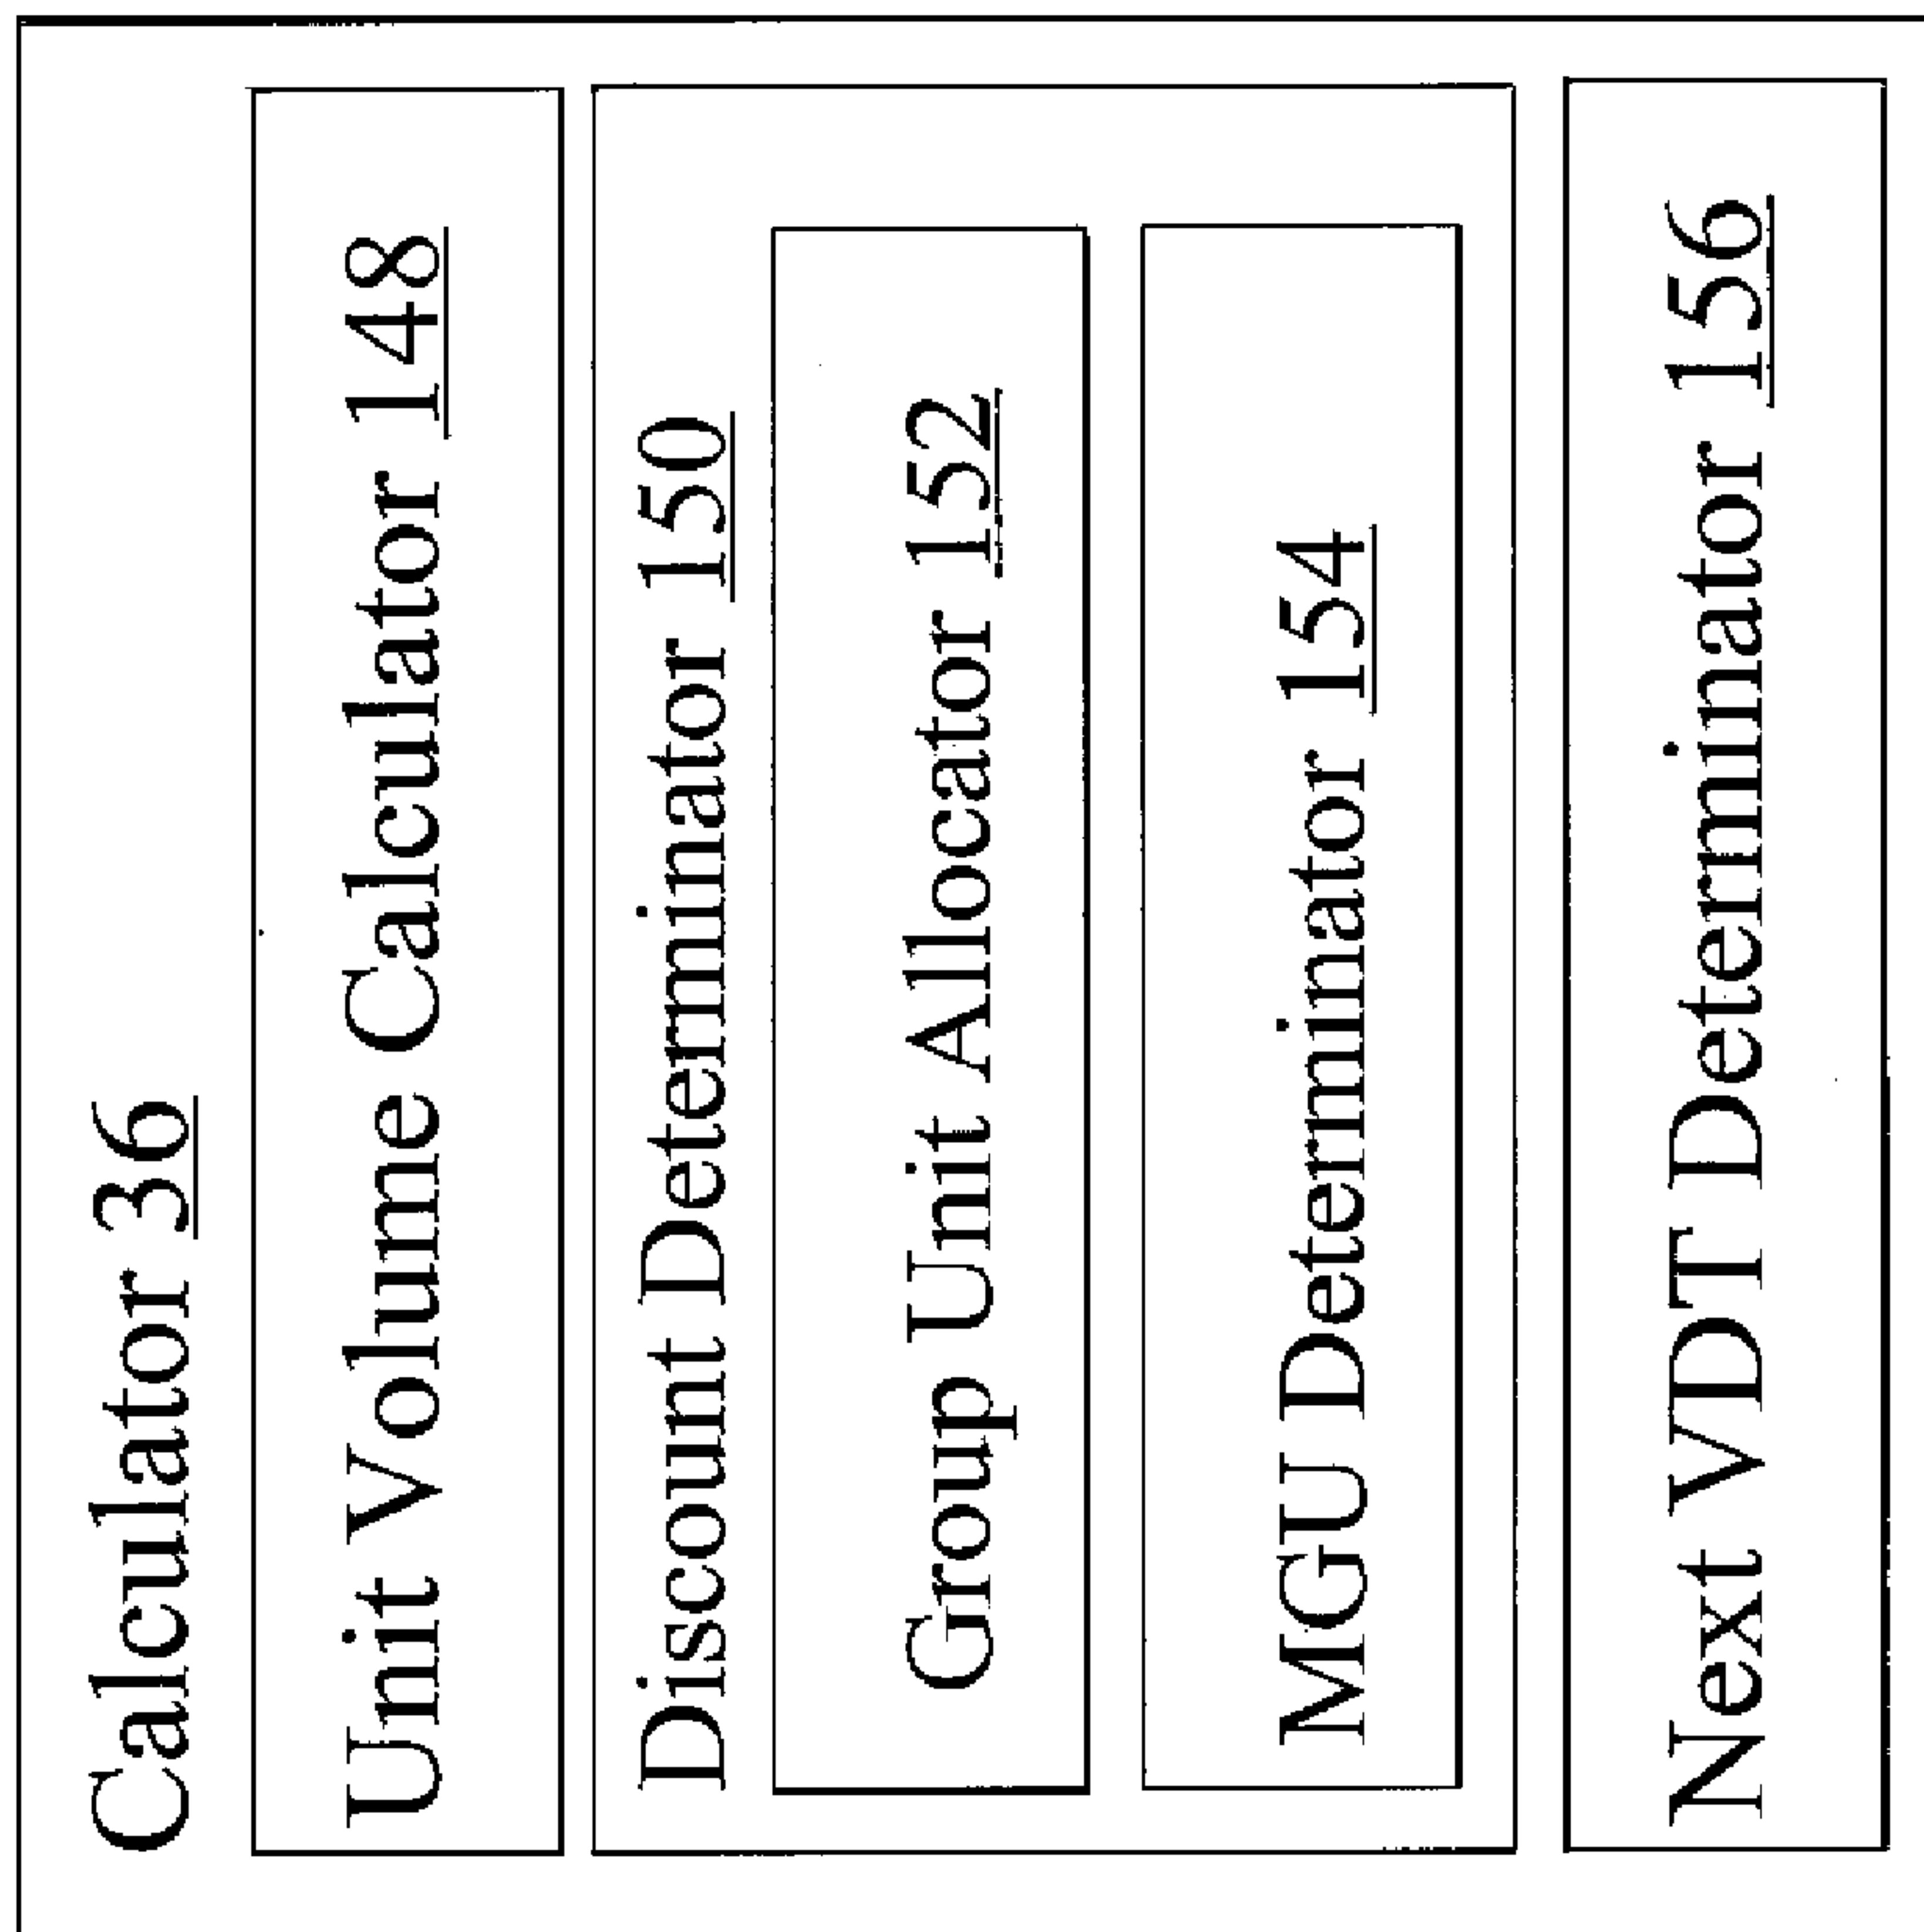 Calculator 36
Unit Volume Calculator 148
Discount Determinator 150
Group Unit Allocator 152
MGU Determinator 154
Next VDT Determinator 156